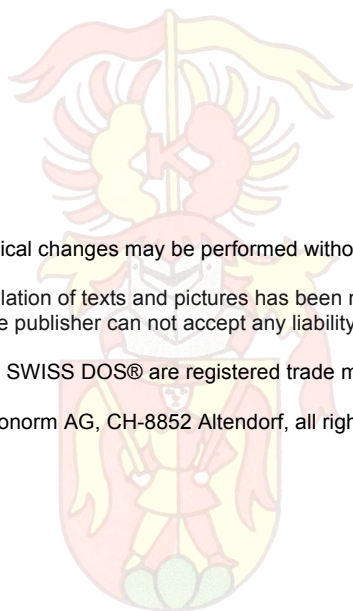 ical changes may be performed witho
lation of texts and pictures has been
e publisher can not accept any liability
SWISS DOS® are registered trade
onorm AG, CH-8852 Altendorf, all righ